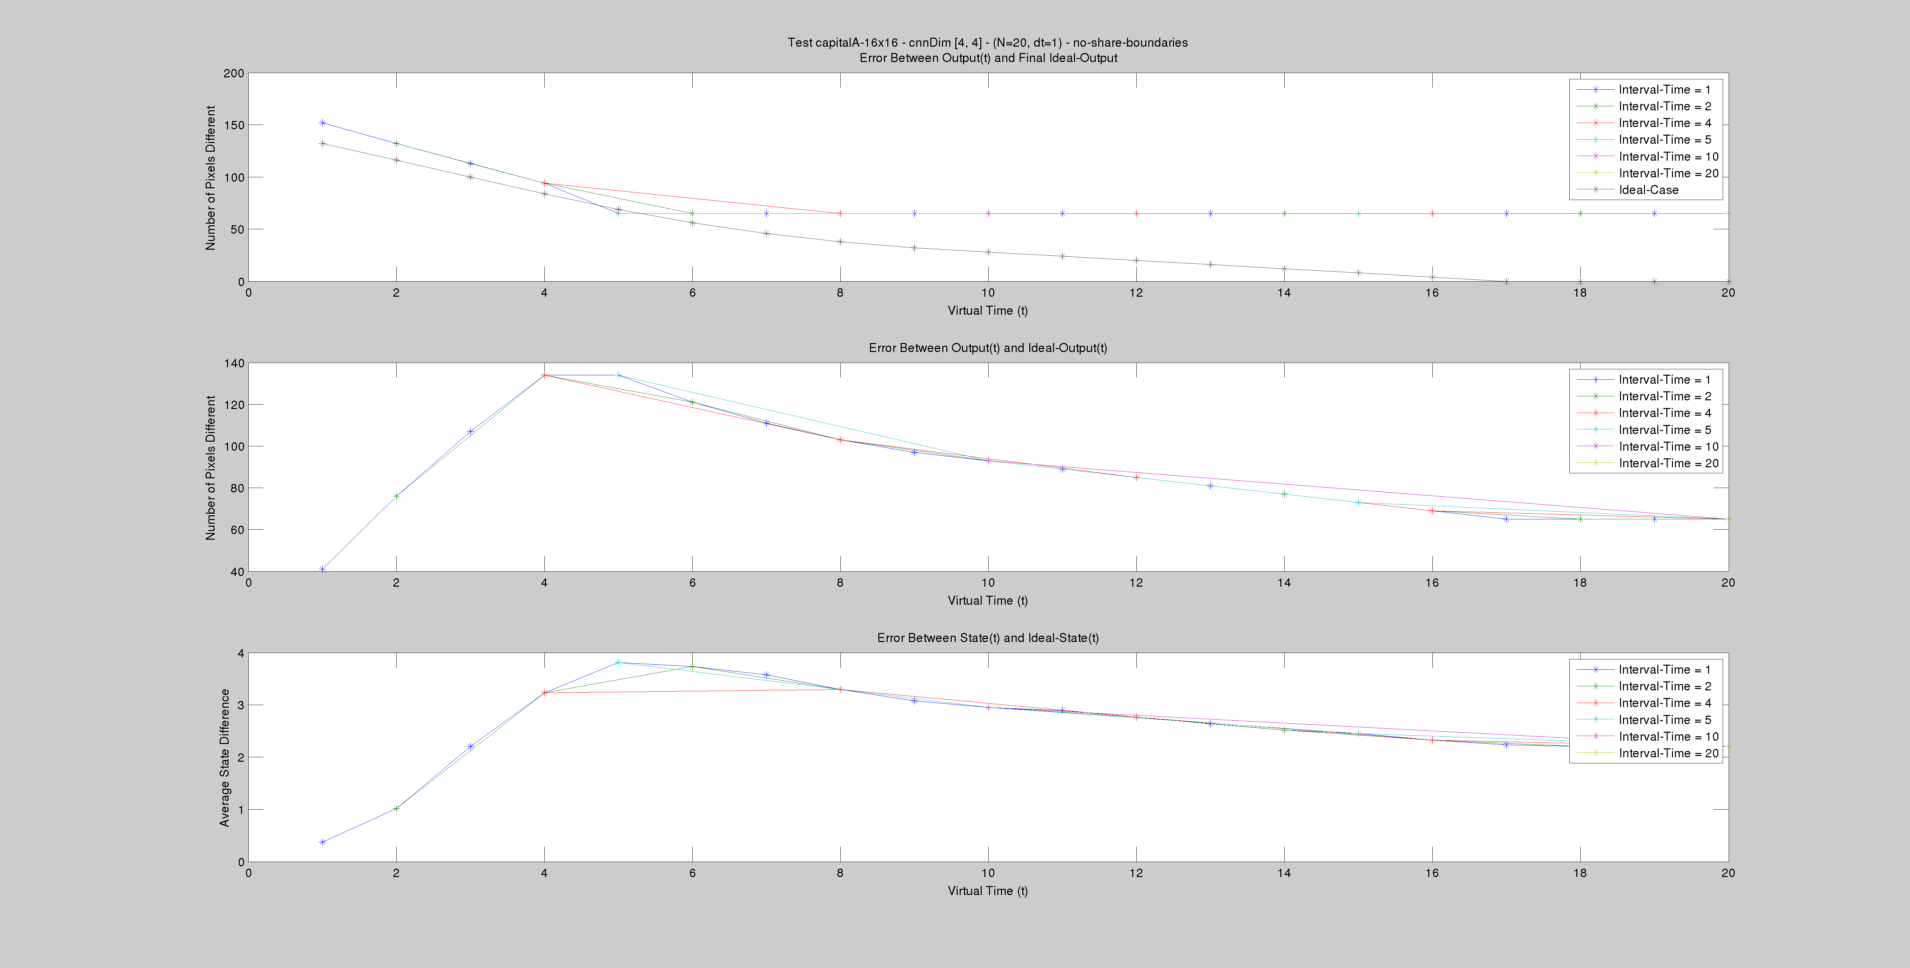 Test capitalA-16x16 - cnnDim [4, 4] - (N=20, dt=1) - no-share-boundaries
Error Between Output(t) and Final Ideal-Output
Number of Pixels Different
200
150
100
50
0
0 2 4 6 8 10 12 14 16 18 20
Virtual Time (t)
Interval-Time = 1
Interval-Time = 2
Interval-Time = 4
Interval-Time = 5
Interval-Time = 10
Interval-Time = 20
Ideal-Case
Error Between Output(t) and Ideal-Output(t)
Number of Pixels Different
140
120
100
80
60
40
0 2 4 6 8 10 12 14 16 18 20
Virtual Time (t)
Interval-Time = 1
Interval-Time = 2
Interval-Time = 4
Interval-Time = 5
Interval-Time = 10
Interval-Time = 20
Error Between State(t) and Ideal-State(t)
Average State Difference
4
3
2
1
0
0 2 4 6 8 10 12 14 16 18 20
Virtual Time (t)
Interval-Time = 1
Interval-Time = 2
Interval-Time = 4
Interval-Time = 5
Interval-Time = 10
Interval-Time = 20